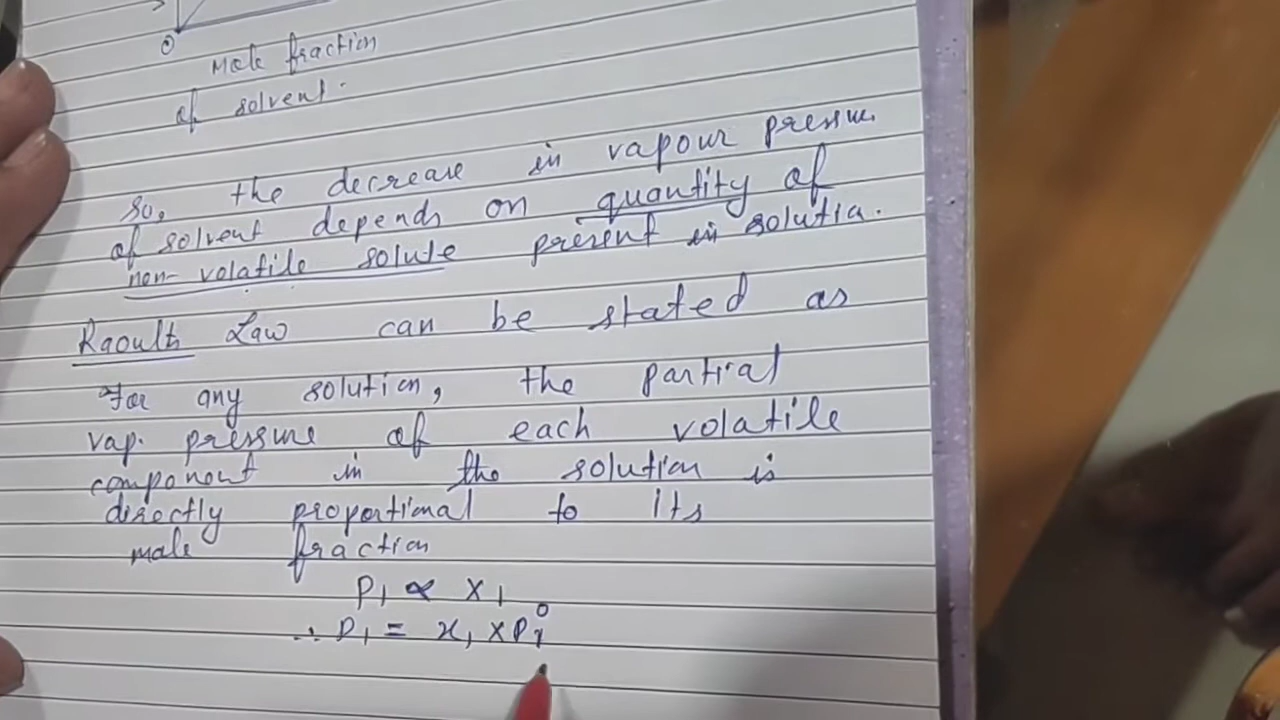 O
Mole fraction
of solvent.
So, the decrease in vapour pressure
of solvent depends on quantity of
non-volatile solute present in solution.
Raoults Law can be stated as
For any solution, the partial
vap. pressure of each volatile
component in the solution is
directly proportional to its
mole fraction
P₁ ∝ X₁
∴ P₁ = x₁ × P₁⁰